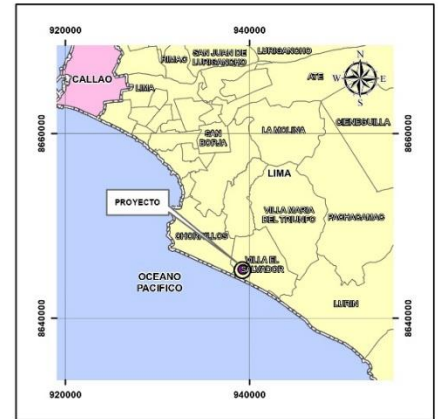 920000 940000
8660000
8640000
SAN JUAN DE
LURIGANCHO
LURIGANCHO
RIMAC
ATE
CALLAO
LIMA
N
W E
S
CIENEGUILLA
SAN
BORJA
LA MOLINA
LIMA
PROYECTO
VILLA MARIA
DEL TRIUNFO
PACHACAMAC
CHORRILLOS
VILLA EL
SALVADOR
OCEANO
PACIFICO
LURIN
8660000
8640000
920000 940000